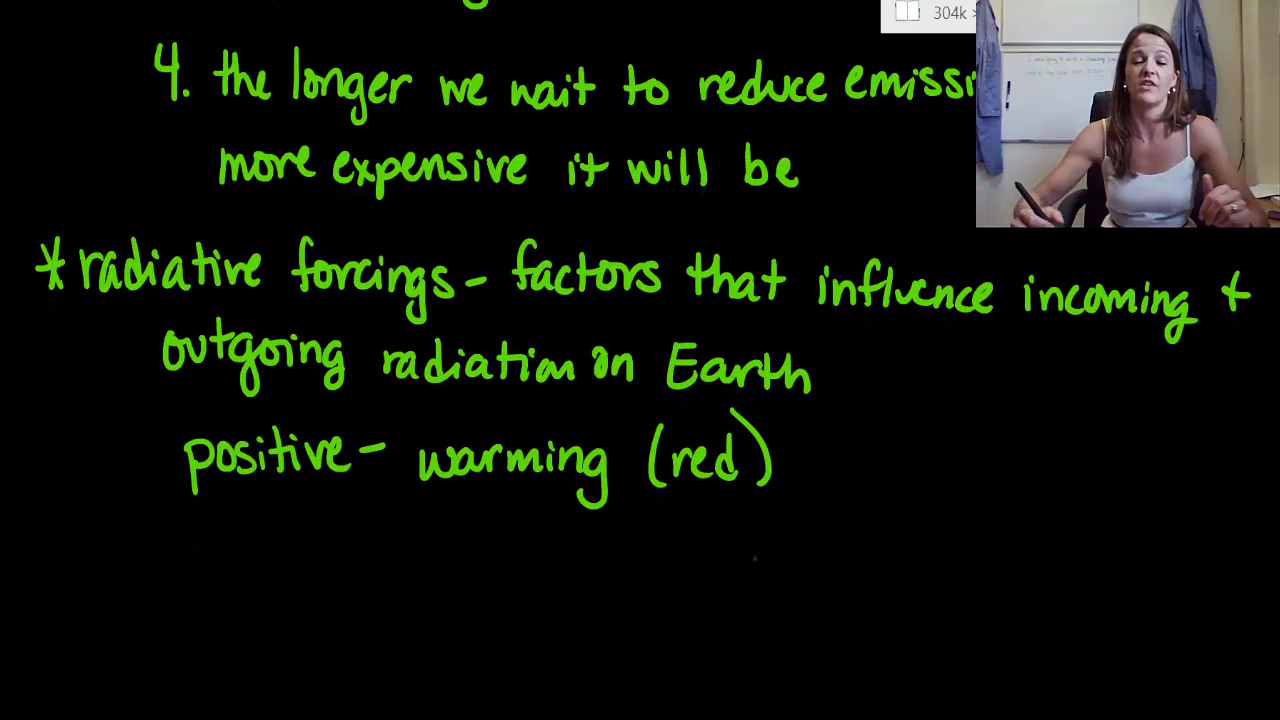 304k
4. the longer we wait to reduce emissi
more expensive it will be
* radiative forcings - factors that influence incoming +
outgoing radiation on Earth
positive - warming (red)